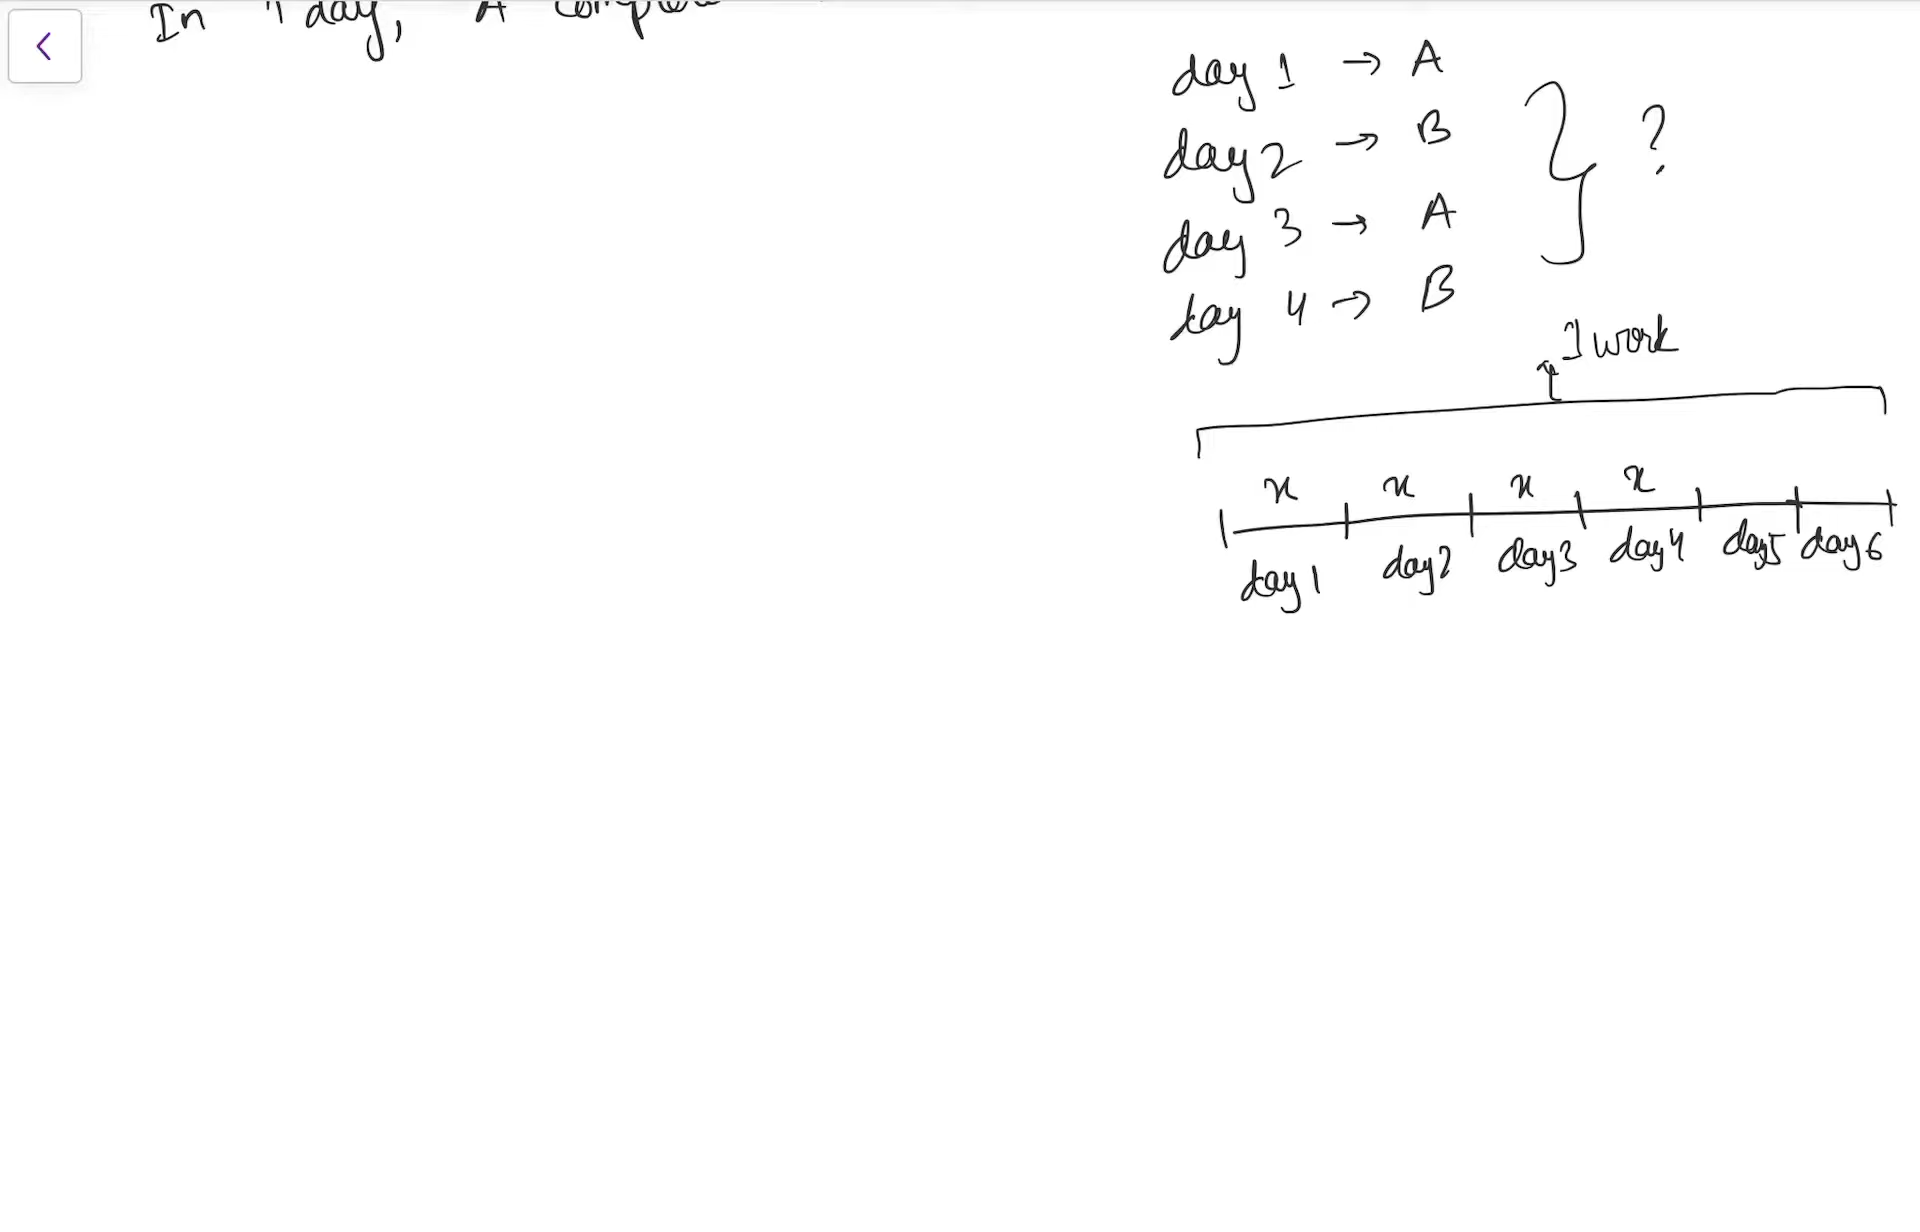 In 1 day, A
day 1 → A
day 2 → B
day 3 → A
day 4 → B
?
1 work
x x x x
day 1 day 2 day 3 day 4 day 5 day 6